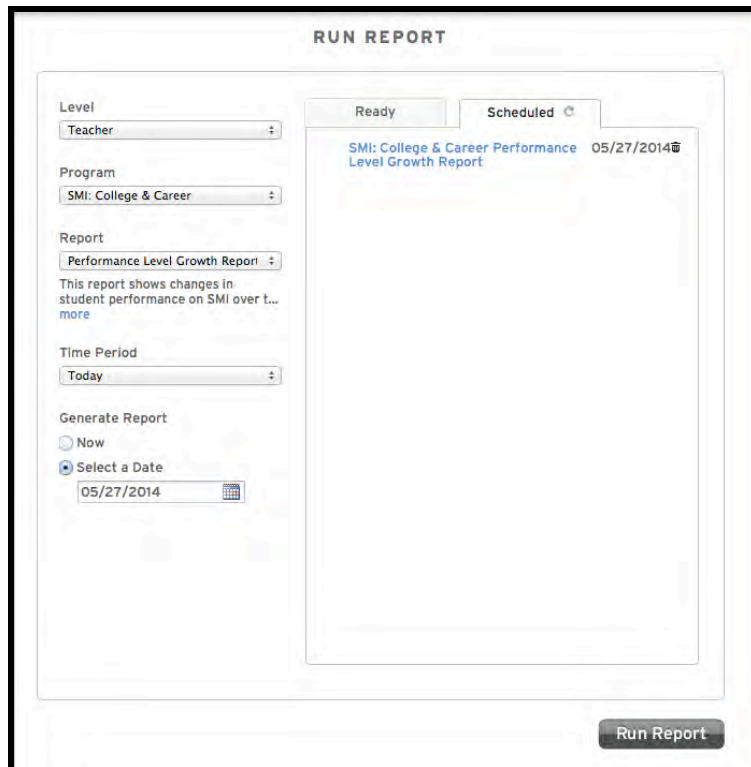 RUN REPORT
Level
Teacher
Program
SMI: College & Career
Report
Performance Level Growth Report
This report shows changes in
student performance on SMI over t...
more
Time Period
Today
Generate Report
Now
Select a Date
05/27/2014
Ready
Scheduled
SMI: College & Career Performance 05/27/2014
Level Growth Report
Run Report